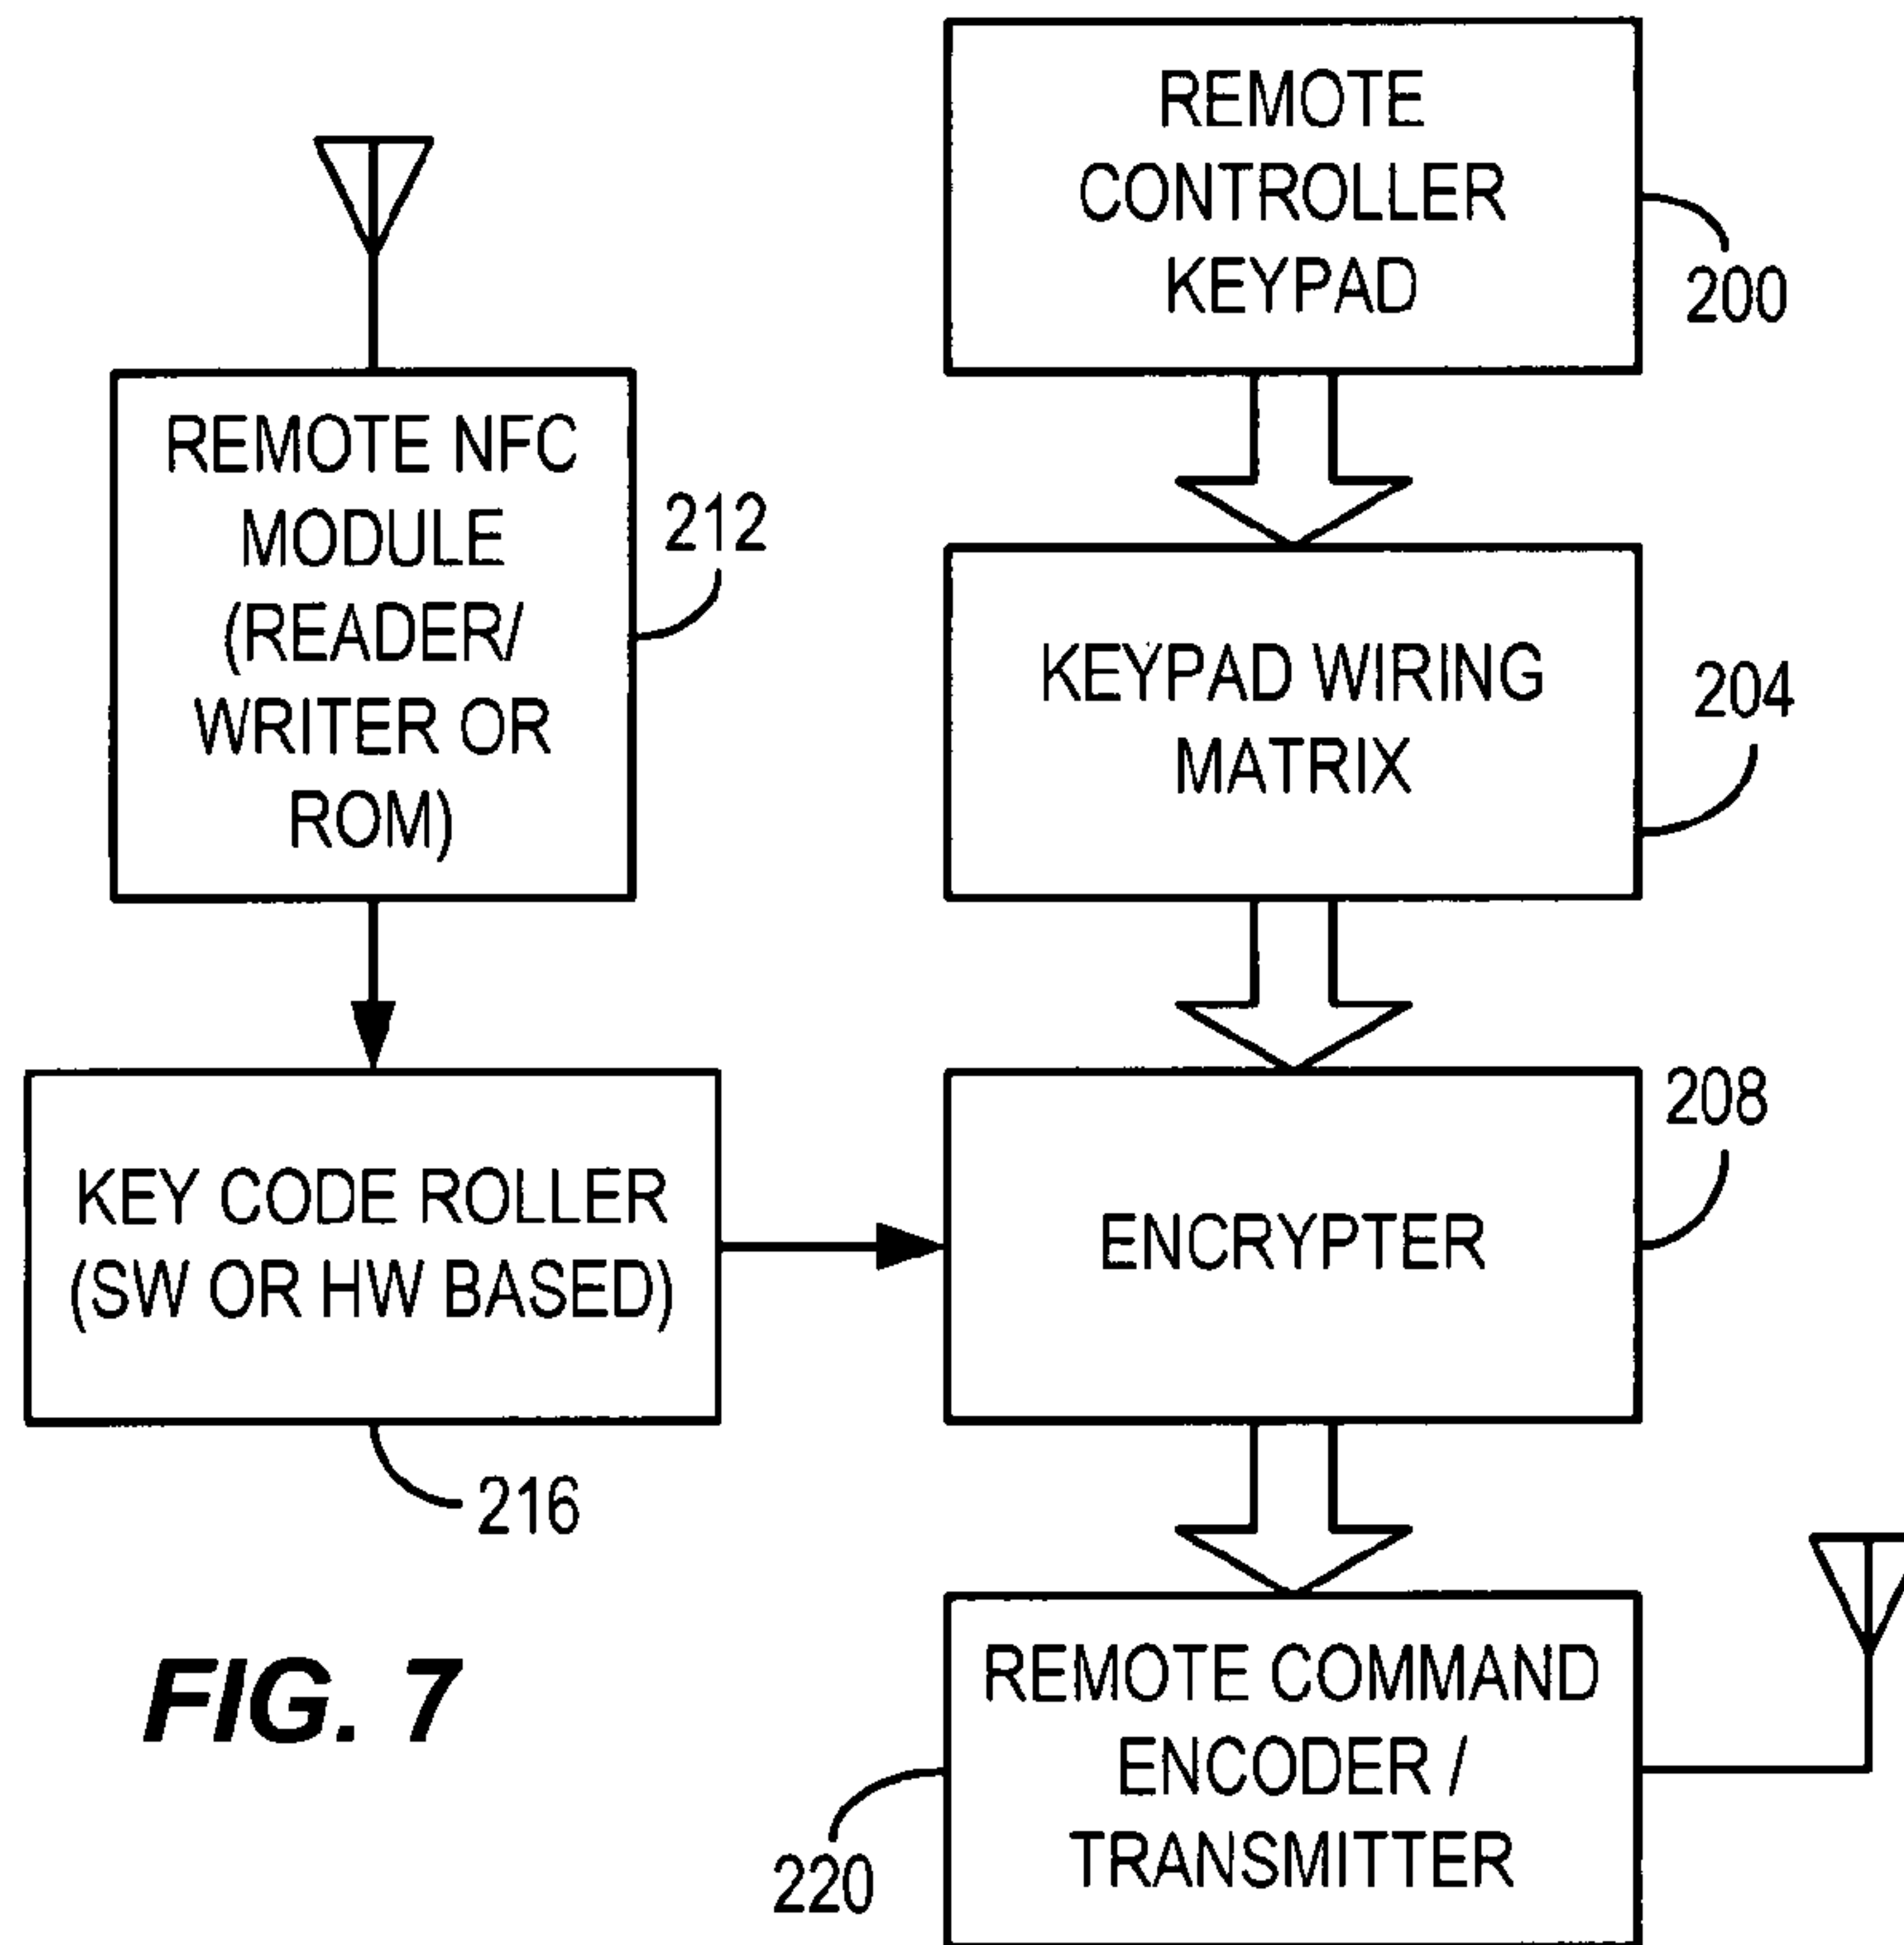 REMOTE
CONTROLLER
KEYPAD
200
REMOTE NFC
MODULE
(READER/
WRITER OR
ROM)
212
KEYPAD WIRING
MATRIX
204
KEY CODE ROLLER
(SW OR HW BASED)
216
ENCRYPTER
208
REMOTE COMMAND
ENCODER /
TRANSMITTER
220
FIG. 7